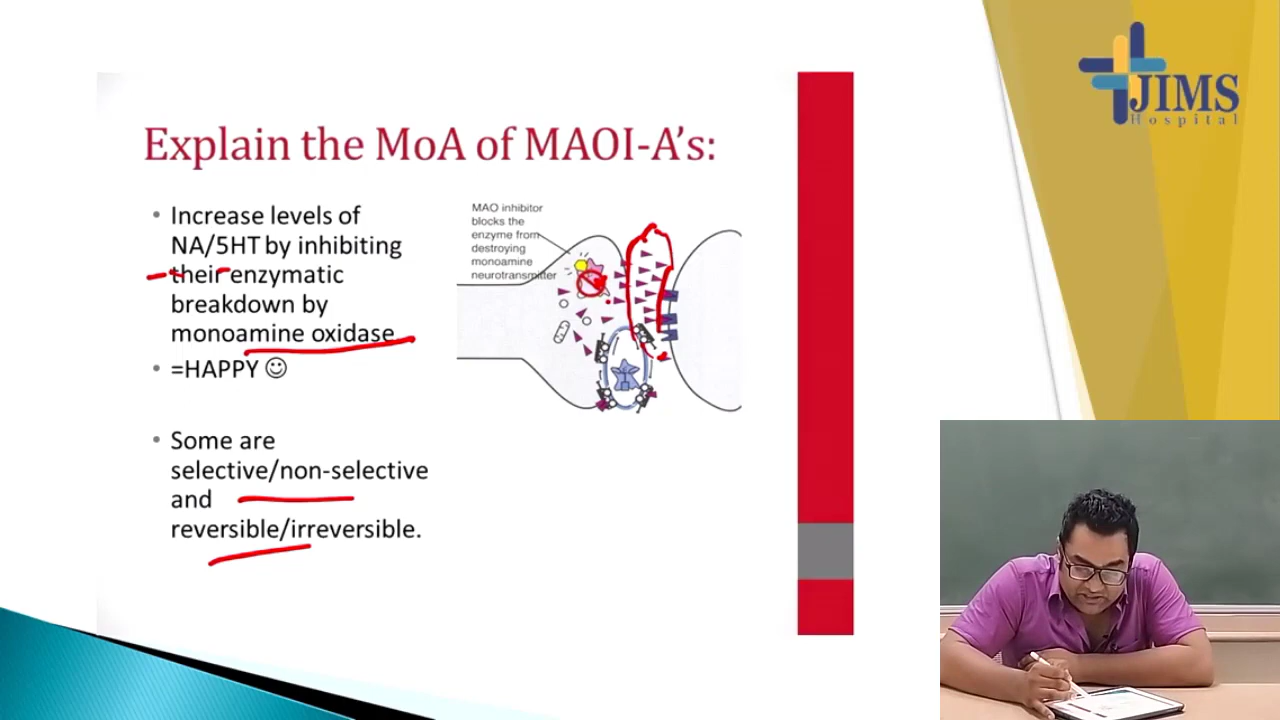 JIMS
Hospital
Explain the MoA of MAOI-A's:
• Increase levels of
NA/5HT by inhibiting
their enzymatic
breakdown by
monoamine oxidase
• =HAPPY ☺
• Some are
selective/non-selective
and
reversible/irreversible.
MAO inhibitor
blocks the
enzyme from
destroying
monoamine
neurotransmitter